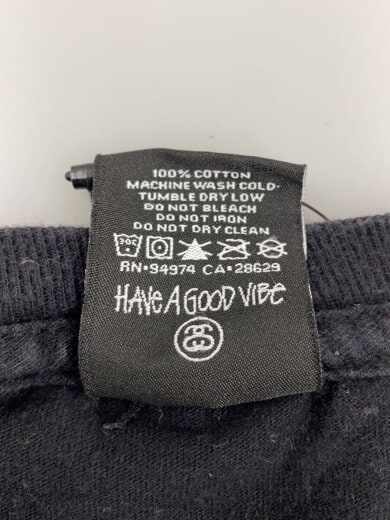 100% COTTON
MACHINE WASH COLD·
TUMBLE DRY LOW
DO NOT BLEACH
DO NOT IRON
DO NOT DRY CLEAN
30C
RN·94974 CA·28629
HAVE A GOOD VIBE